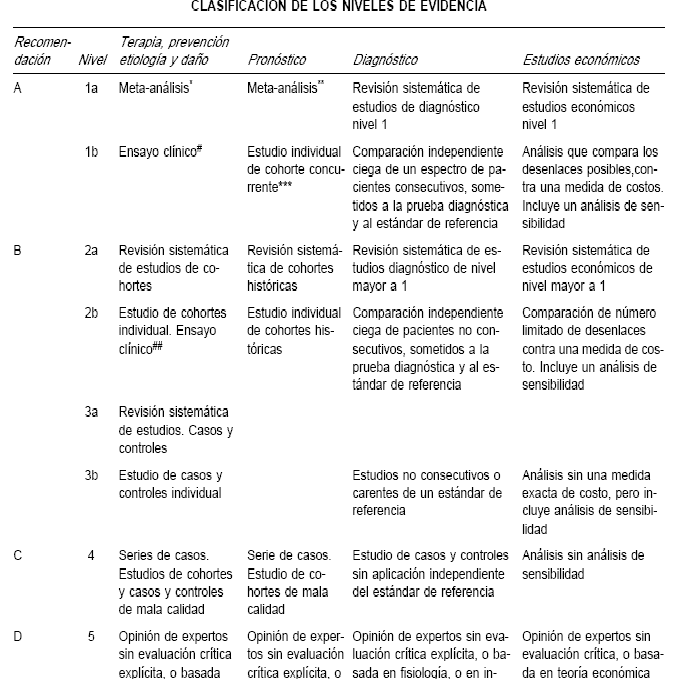 CLASIFICACIÓN DE LOS NIVELES DE EVIDENCIA
Recomen-
dación
Nivel
Terapia, prevención
etiología y daño
Pronóstico
Diagnóstico
Estudios económicos
A
1a
Meta-análisis*
Meta-análisis**
Revisión sistemática de
estudios de diagnóstico
nivel 1
Revisión sistemática de
estudios económicos
nivel 1
1b
Ensayo clínico#
Estudio individual
de cohorte concu-
rrente***
Comparación independiente
ciega de un espectro de pa-
cientes consecutivos, some-
tidos a la prueba diagnóstica
y al estándar de referencia
Análisis que compara los
desenlaces posibles,con-
tra una medida de costos.
Incluye un análisis de sen-
sibilidad
B
2a
Revisión sistemática
de estudios de co-
hortes
Revisión sistemá-
tica de cohortes
históricas
Revisión sistemática de es-
tudios diagnóstico de nivel
mayor a 1
Revisión sistemática de
estudios económicos de
nivel mayor a 1
2b
Estudio de cohortes
individual. Ensayo
clínico##
Estudio individual
de cohortes his-
tóricas
Comparación independiente
ciega de pacientes no con-
secutivos, sometidos a la
prueba diagnóstica y al es-
tándar de referencia
Comparación de número
limitado de desenlaces
contra una medida de cos-
to. Incluye un análisis de
sensibilidad
3a
Revisión sistemática
de estudios. Casos y
controles
3b
Estudio de casos y
controles individual
Estudios no consecutivos o
carentes de un estándar de
referencia
Análisis sin una medida
exacta de costo, pero in-
cluye análisis de sensibi-
lidad
C
4
Series de casos.
Estudios de cohortes
y casos y controles
de mala calidad
Serie de casos.
Estudio de co-
hortes de mala
calidad
Estudio de casos y controles
sin aplicación independiente
del estándar de referencia
Análisis sin análisis de
sensibilidad
D
5
Opinión de expertos
sin evaluación crítica
explícita, o basada
Opinión de exper-
tos sin evaluación
crítica explícita, o
Opinión de expertos sin eva-
luación crítica explícita, o ba-
sada en fisiología, o en in-
Opinión de expertos sin
evaluación crítica, o basa-
da en teoría económica